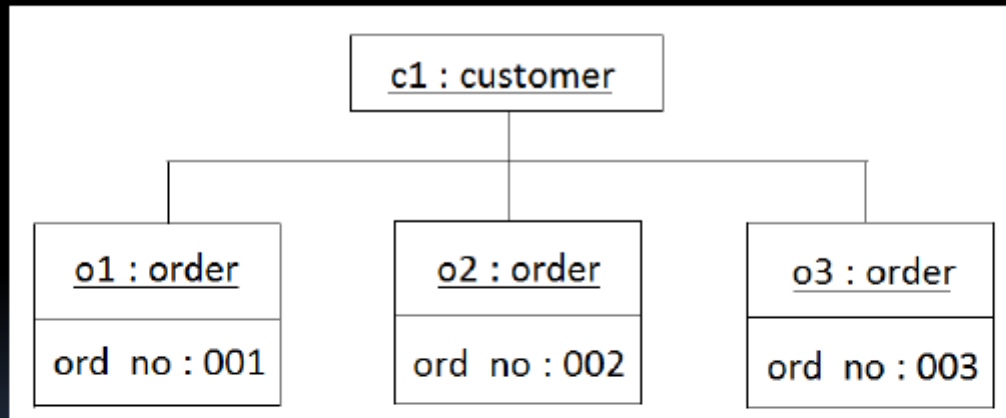 c1 : customer
o1 : order
ord no : 001
o2 : order
ord no : 002
o3 : order
ord no : 003